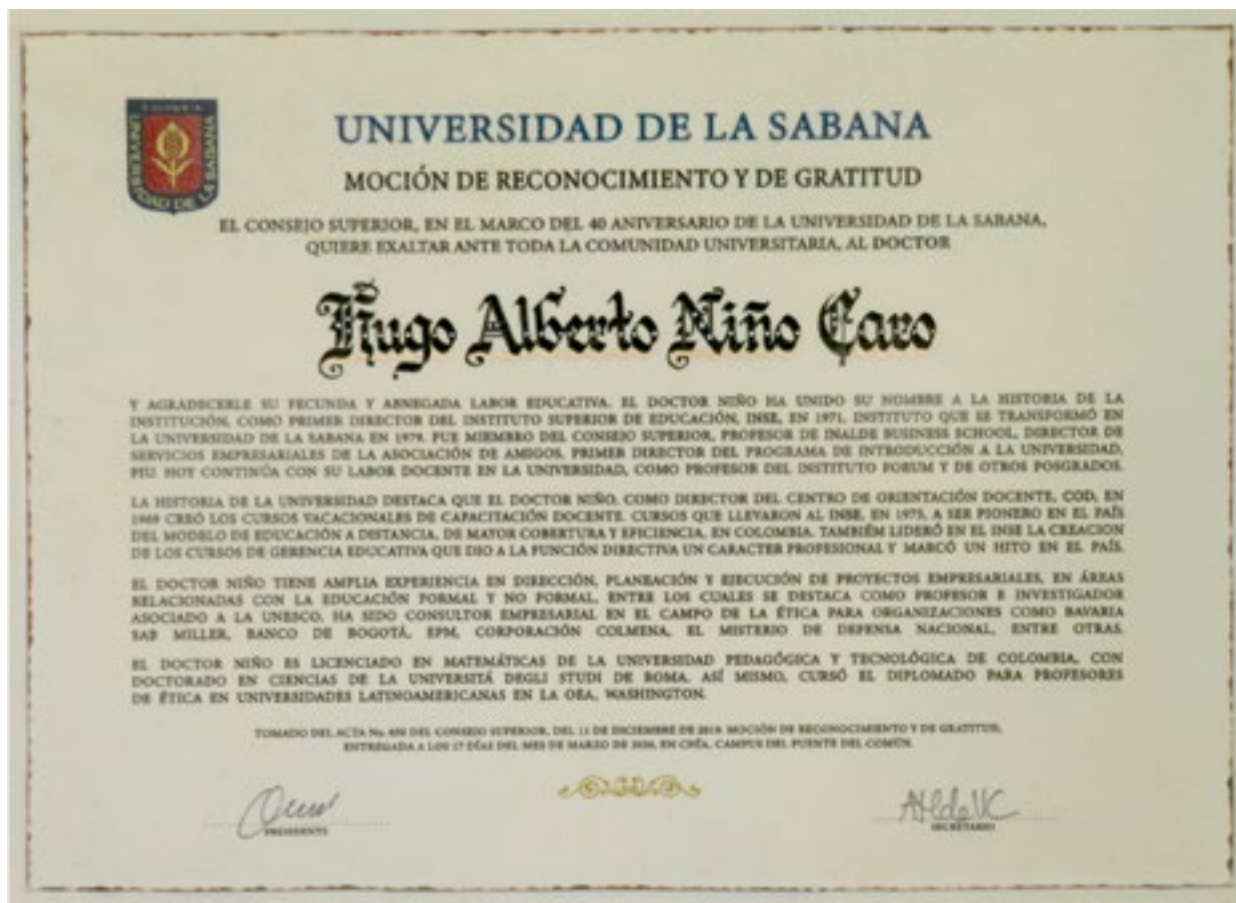 COLOMBIA
UNIVERSIDAD DE LA SABANA
UNIVERSIDAD DE LA SABANA
MOCIÓN DE RECONOCIMIENTO Y DE GRATITUD
EL CONSEJO SUPERIOR, EN EL MARCO DEL 40 ANIVERSARIO DE LA UNIVERSIDAD DE LA SABANA,
QUIERE EXALTAR ANTE TODA LA COMUNIDAD UNIVERSITARIA, AL DOCTOR
Hugo Alberto Niño Caro
Y AGRADECERLE SU FECUNDA Y ABNEGADA LABOR EDUCATIVA. EL DOCTOR NIÑO HA UNIDO SU NOMBRE A LA HISTORIA DE LA
INSTITUCIÓN, COMO PRIMER DIRECTOR DEL INSTITUTO SUPERIOR DE EDUCACIÓN, INSE, EN 1971. INSTITUTO QUE SE TRANSFORMÓ EN
LA UNIVERSIDAD DE LA SABANA EN 1979. FUE MIEMBRO DEL CONSEJO SUPERIOR, PROFESOR DE INALDE BUSINESS SCHOOL, DIRECTOR DE
SERVICIOS EMPRESARIALES DE LA ASOCIACIÓN DE AMIGOS, PRIMER DIRECTOR DEL PROGRAMA DE INTRODUCCIÓN A LA UNIVERSIDAD,
PIU. HOY CONTINÚA CON SU LABOR DOCENTE EN LA UNIVERSIDAD, COMO PROFESOR DEL INSTITUTO FORUM Y DE OTROS POSGRADOS.
LA HISTORIA DE LA UNIVERSIDAD DESTACA QUE EL DOCTOR NIÑO, COMO DIRECTOR DEL CENTRO DE ORIENTACIÓN DOCENTE, COD, EN
1969 CREÓ LOS CURSOS VACACIONALES DE CAPACITACIÓN DOCENTE. CURSOS QUE LLEVARON AL INSE, EN 1975, A SER PIONERO EN EL PAÍS
DEL MODELO DE EDUCACIÓN A DISTANCIA, DE MAYOR COBERTURA Y EFICIENCIA, EN COLOMBIA. TAMBIÉM LIDERÓ EN EL INSE LA CREACION
DE LOS CURSOS DE GERENCIA EDUCATIVA QUE DIO A LA FUNCIÓN DIRECTIVA UN CARACTER PROFESIONAL Y MARCÓ UN HITO EN EL PAÍS.
EL DOCTOR NIÑO TIENE AMPLIA EXPERIENCIA EN DIRECCIÓN, PLANEACIÓN Y EJECUCIÓN DE PROYECTOS EMPRESARIALES, EN ÁREAS
RELACIONADAS CON LA EDUCACIÓN FORMAL Y NO FORMAL, ENTRE LOS CUALES SE DESTACA COMO PROFESOR E INVESTIGADOR
ASOCIADO A LA UNESCO, HA SIDO CONSULTOR EMPRESARIAL EN EL CAMPO DE LA ÉTICA PARA ORGANIZACIONES COMO BAVARIA
SAB MILLER, BANCO DE BOGOTÁ, EPM, CORPORACIÓN COLMENA, EL MISTERIO DE DEFENSA NACIONAL, ENTRE OTRAS.
EL DOCTOR NIÑO ES LICENCIADO EN MATEMÁTICAS DE LA UNIVERSIDAD PEDAGÓGICA Y TECNOLÓGICA DE COLOMBIA, CON
DOCTORADO EN CIENCIAS DE LA UNIVERSITÁ DEGLI STUDI DE ROMA. ASÍ MISMO, CURSÓ EL DIPLOMADO PARA PROFESORES
DE ÉTICA EN UNIVERSIDADES LATINOAMERICANAS EN LA OEA, WASHINGTON.
TOMADO DEL ACTA No. DEL CONSEJO SUPERIOR, DEL 11 DE DICIEMBRE DE 2019. MOCIÓN DE RECONOCIMIENTO Y DE GRATITUD,
ENTREGADA A LOS 17 DÍAS DEL MES DE MARZO DE 2020, EN CHÍA, CAMPUS DEL PUENTE DEL COMÚN.
PRESIDENTE
SECRETARIO